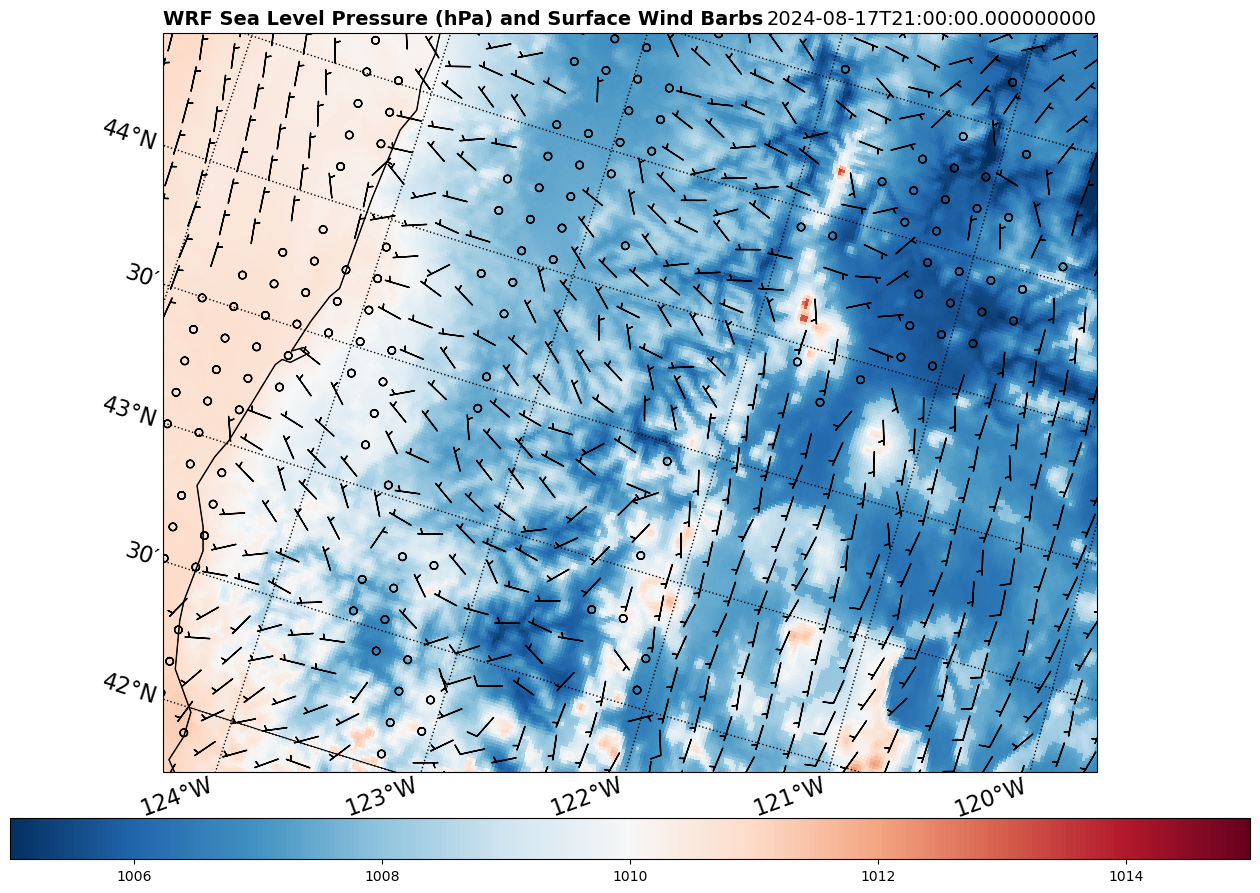 WRF Sea Level Pressure (hPa) and Surface Wind Barbs 2024-08-17T21:00:00.000000000
44°N
30′
43°N
30′
42°N
124°W 123°W 122°W 121°W 120°W
1006 1008 1010 1012 1014